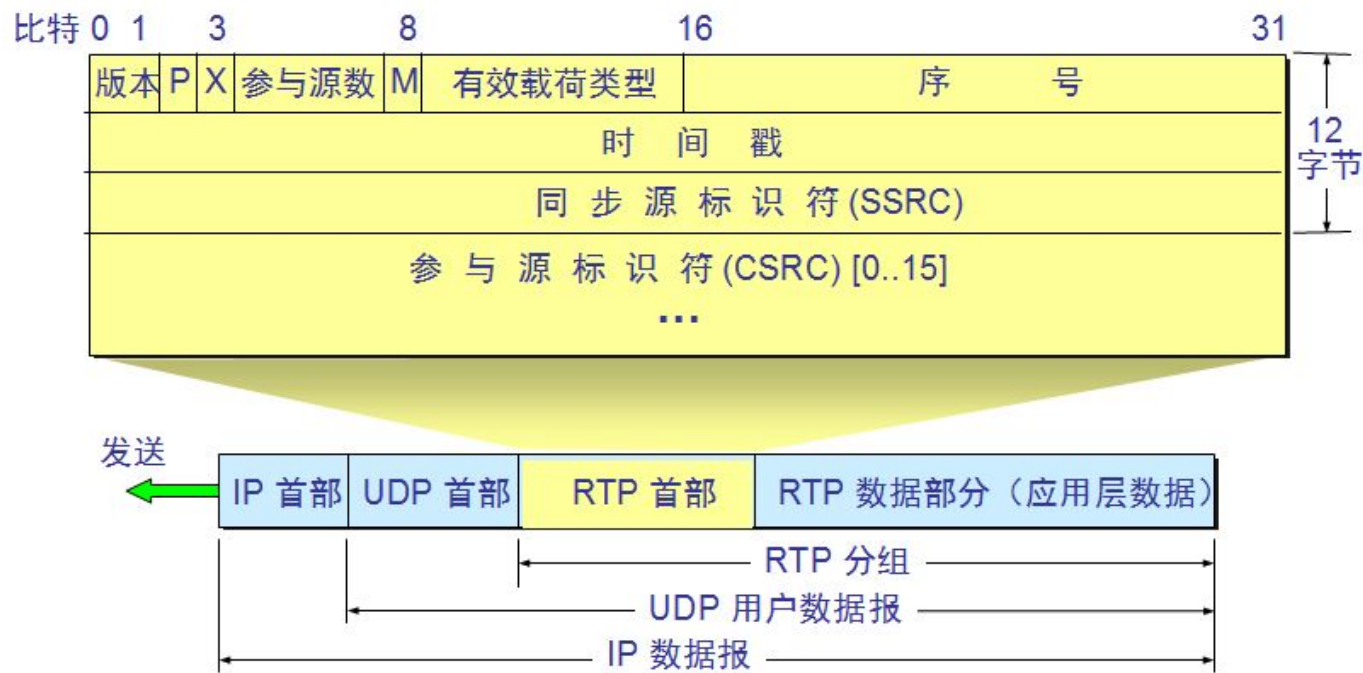 比特 0 1 3 8 16 31
版本 P X 参与源数 M 有效载荷类型 序 号
时 间 戳
12
字节
同 步 源 标 识 符 (SSRC)
参 与 源 标 识 符 (CSRC) [0..15]
...
发送
IP 首部 UDP 首部 RTP 首部 RTP 数据部分（应用层数据）
RTP 分组
UDP 用户数据报
IP 数据报